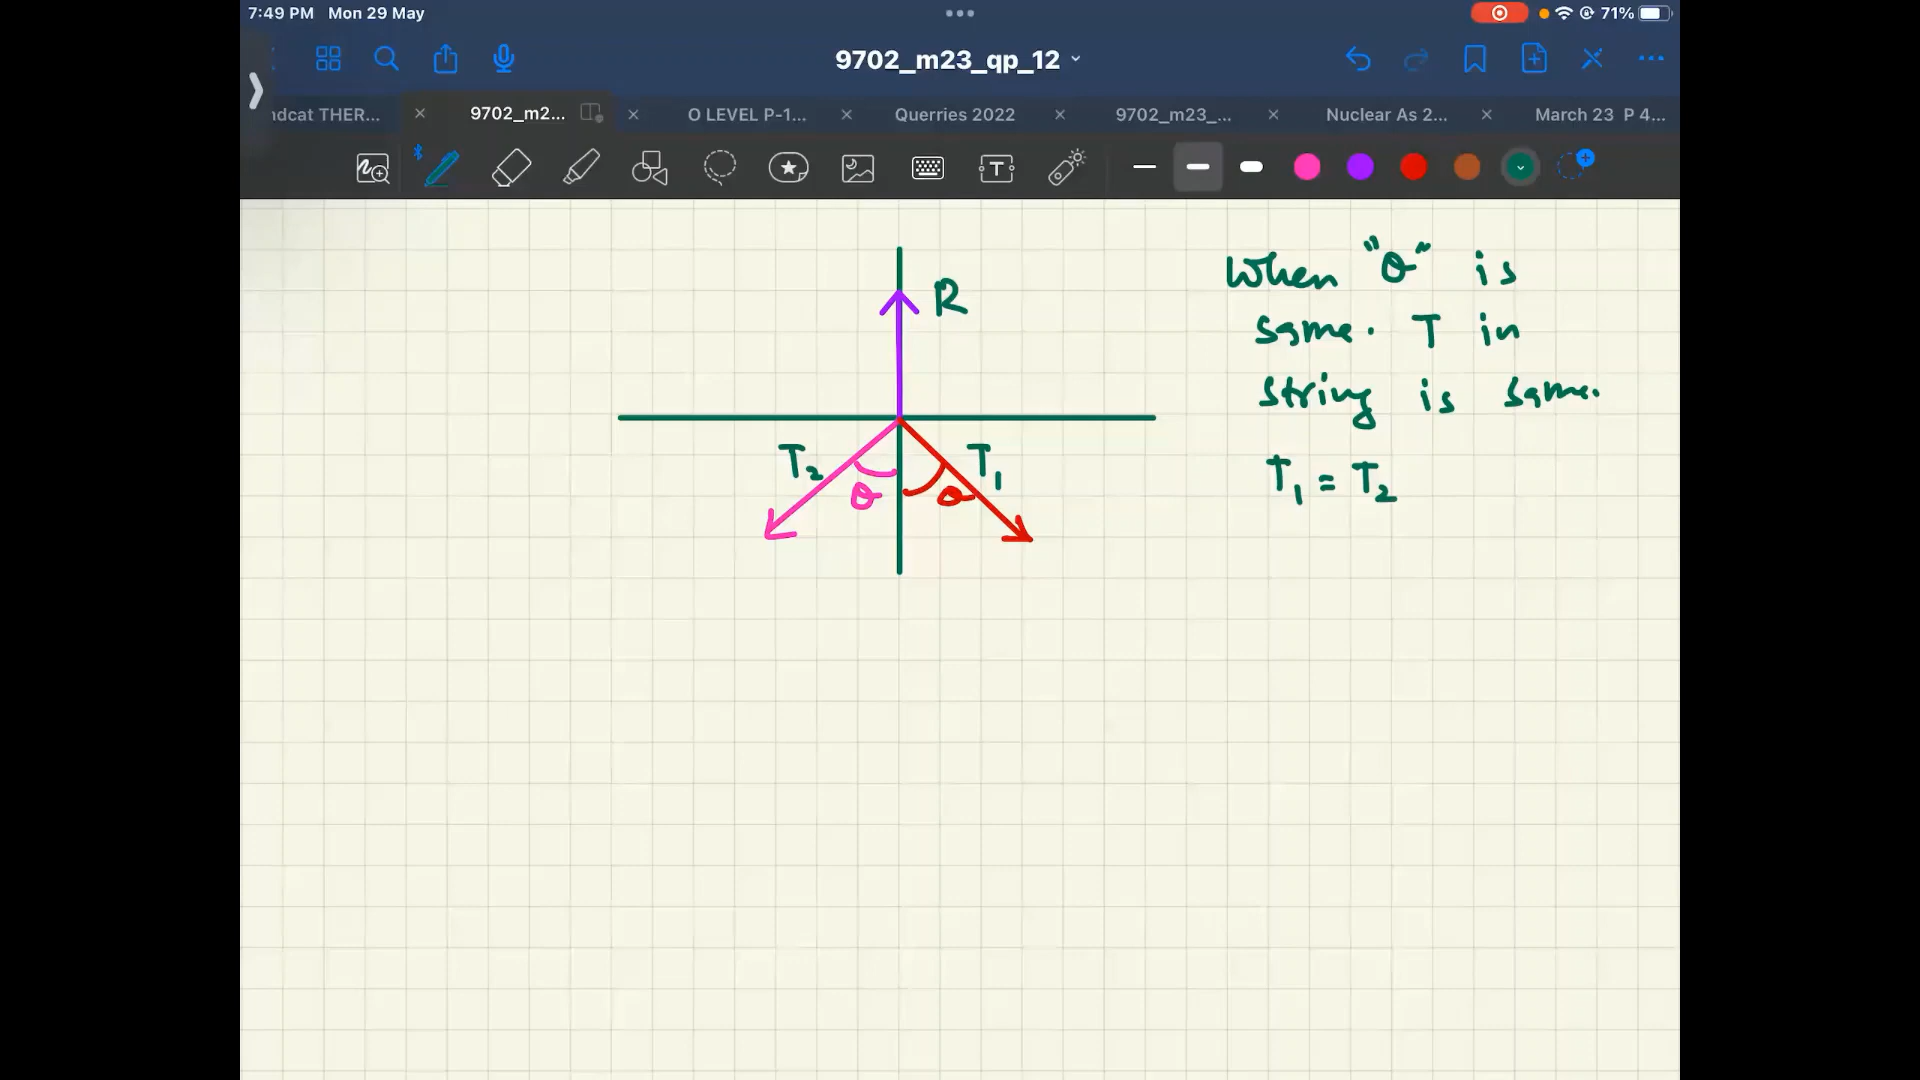 7:49 PM Mon 29 May
71%
9702_m23_qp_12
ndcat THER...
9702_m2...
O LEVEL P-1...
Querries 2022
9702_m23_...
Nuclear As 2...
March 23 P 4...
R
When "θ" is
same. T in
string is same.
T₁ = T₂
T₂
T₁
θ
θ